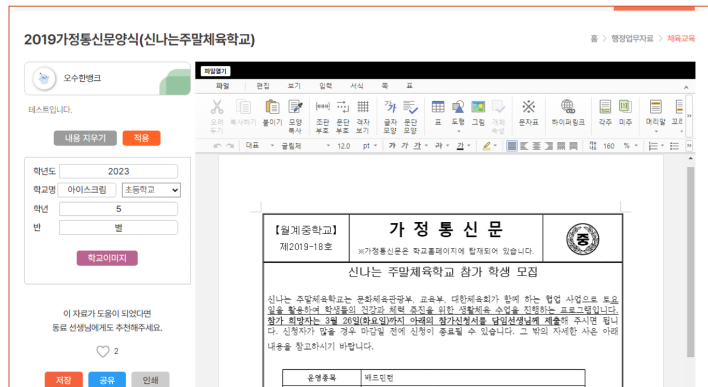 2019가정통신문양식(신나는주말체육학교)
홈 > 행정업무자료 > 체육교육
오수한뱅크
테스트입니다.
내용 지우기 적용
학년도 2023
학교명 아이스크림 초등학교
학년 5
반 별
학교이미지
이 자료가 도움이 되었다면
동료 선생님에게도 추천해주세요.
2
저장 공유 인쇄
파일열기
파일 편집 보기 입력 서식 쪽 표
오려 두기 복사하기 붙이기 모양 복사 조판 부호 문단 부호 격자 보기 글자 모양 문단 모양 표 도형 그림 개체 속성 문자표 하이퍼링크 각주 미주 머리말
대표 굴림체 12.0 pt 가 가 가 가 가 160 %
【월계중학교】
제2019-18호
가 정 통 신 문
※가정통신문은 학교홈페이지에 탑재되어 있습니다.
중
신나는 주말체육학교 참가 학생 모집
신나는 주말체육학교는 문화체육관광부, 교육부, 대한체육회가 함께 하는 협업 사업으로 토요
일을 활용하여 학생들의 건강과 체력 증진을 위한 생활체육 수업을 진행하는 프로그램입니다.
참가 희망자는 3월 26일(화요일)까지 아래의 참가신청서를 담임선생님께 제출해 주시면 됩니
다. 신청자가 많을 경우 마감일 전에 신청이 종료될 수 있습니다. 그 밖의 자세한 사은 아래
내용을 참고하시기 바랍니다.
운영종목 배드민턴